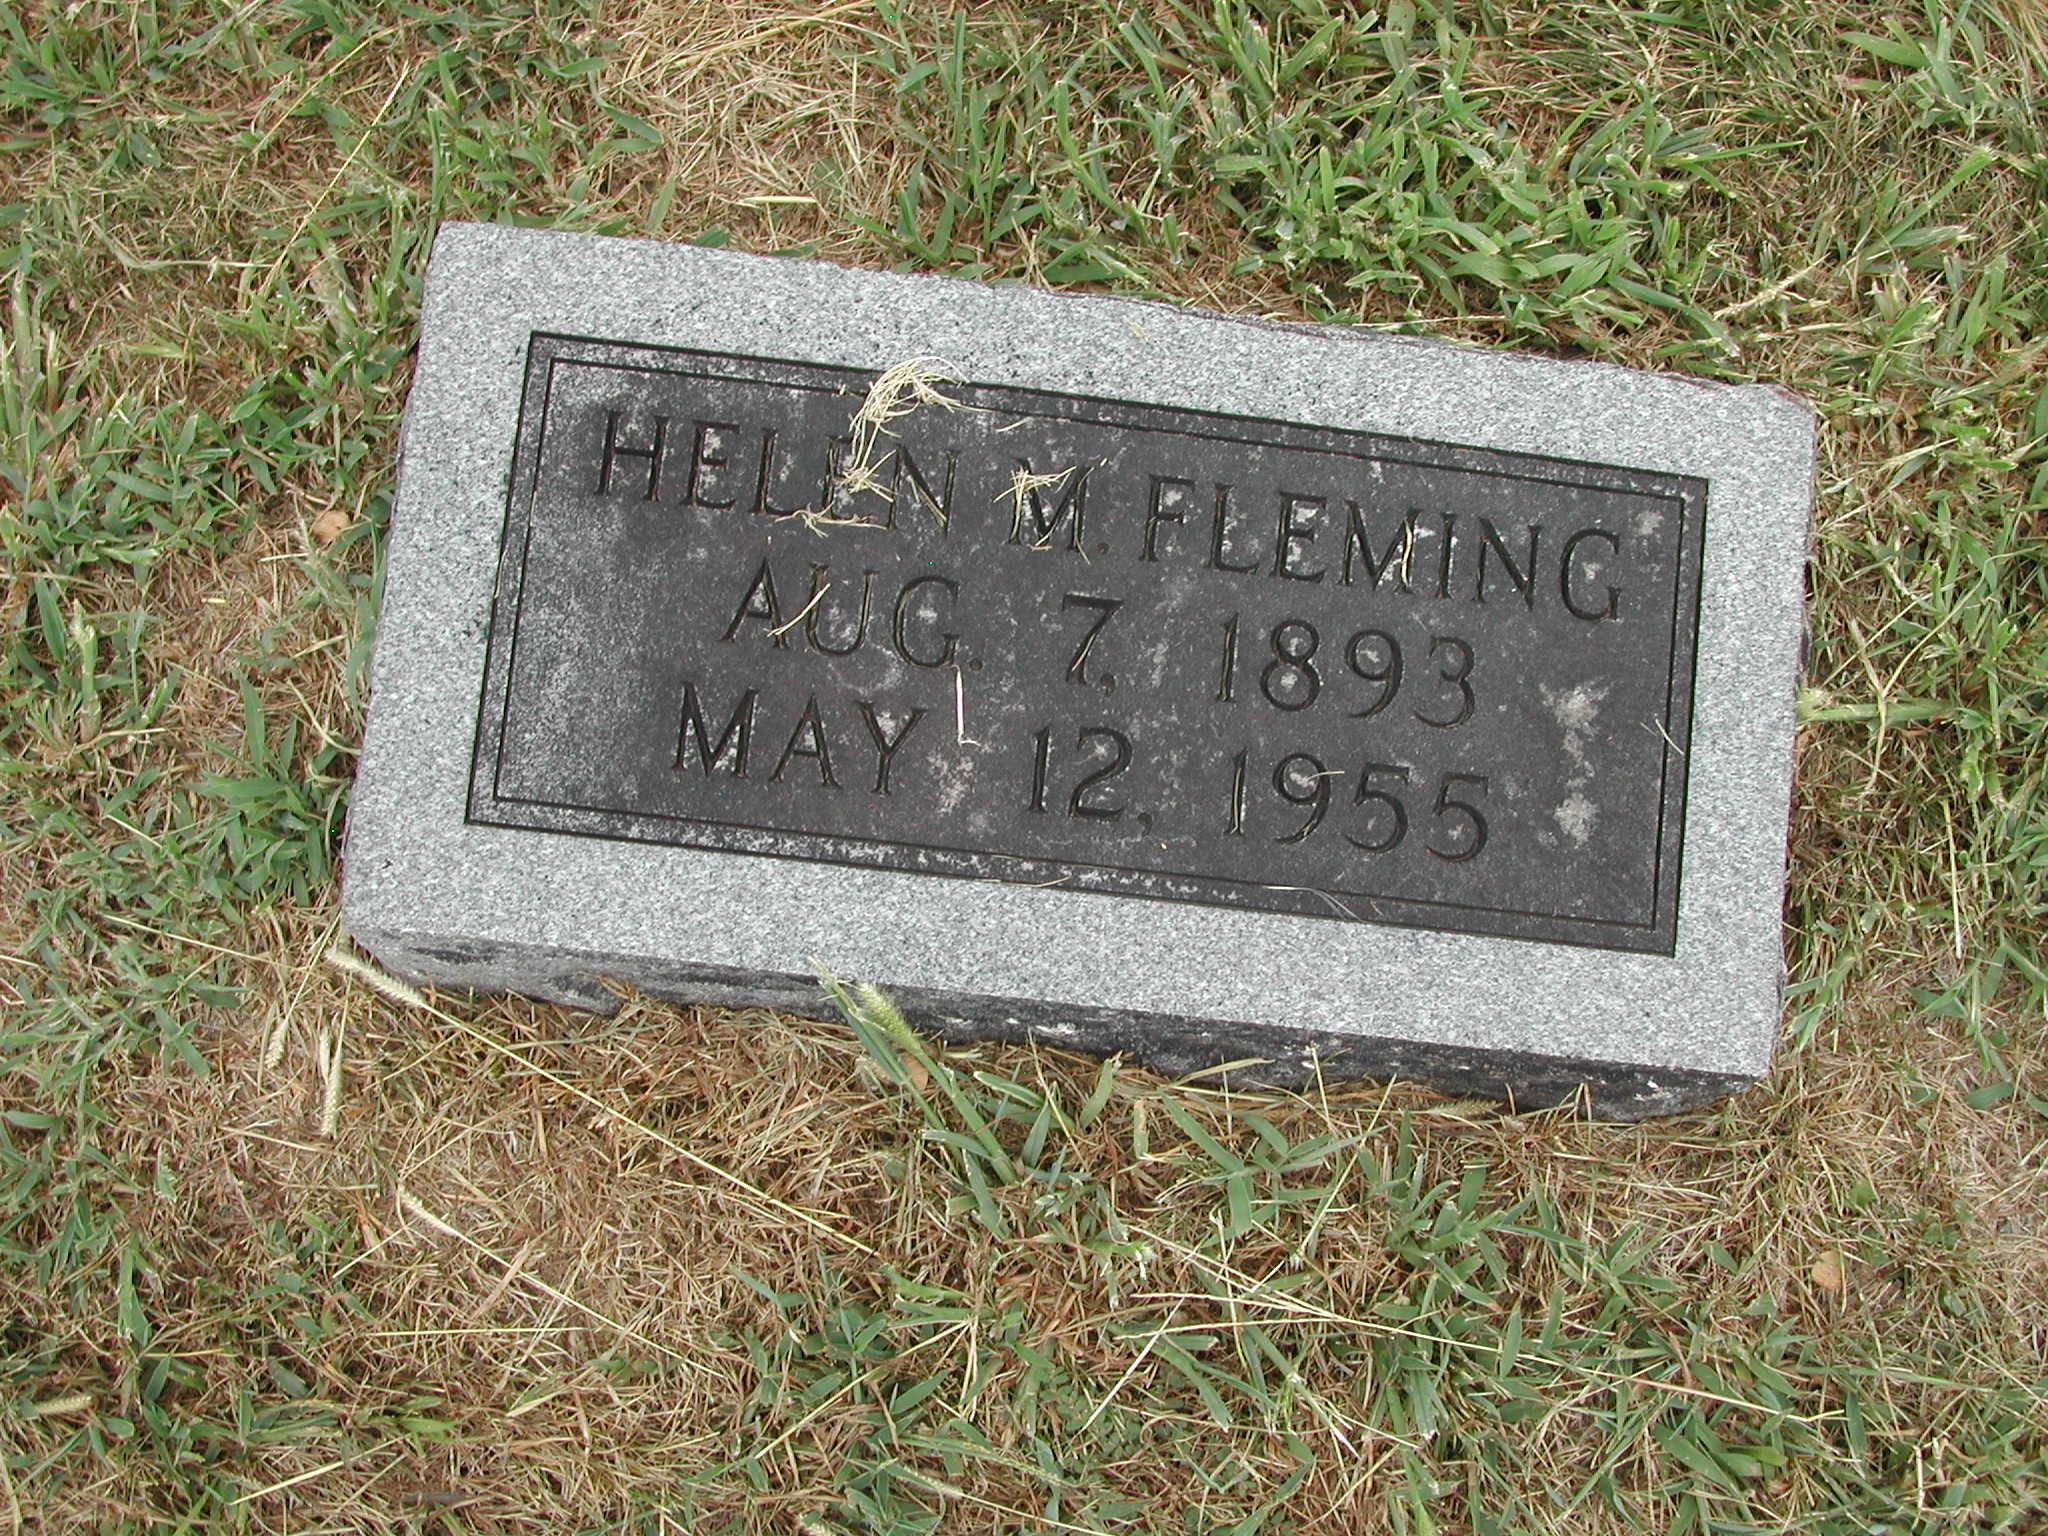 HELEN M. FLEMING
AUG. 7, 1893
MAY 12, 1955